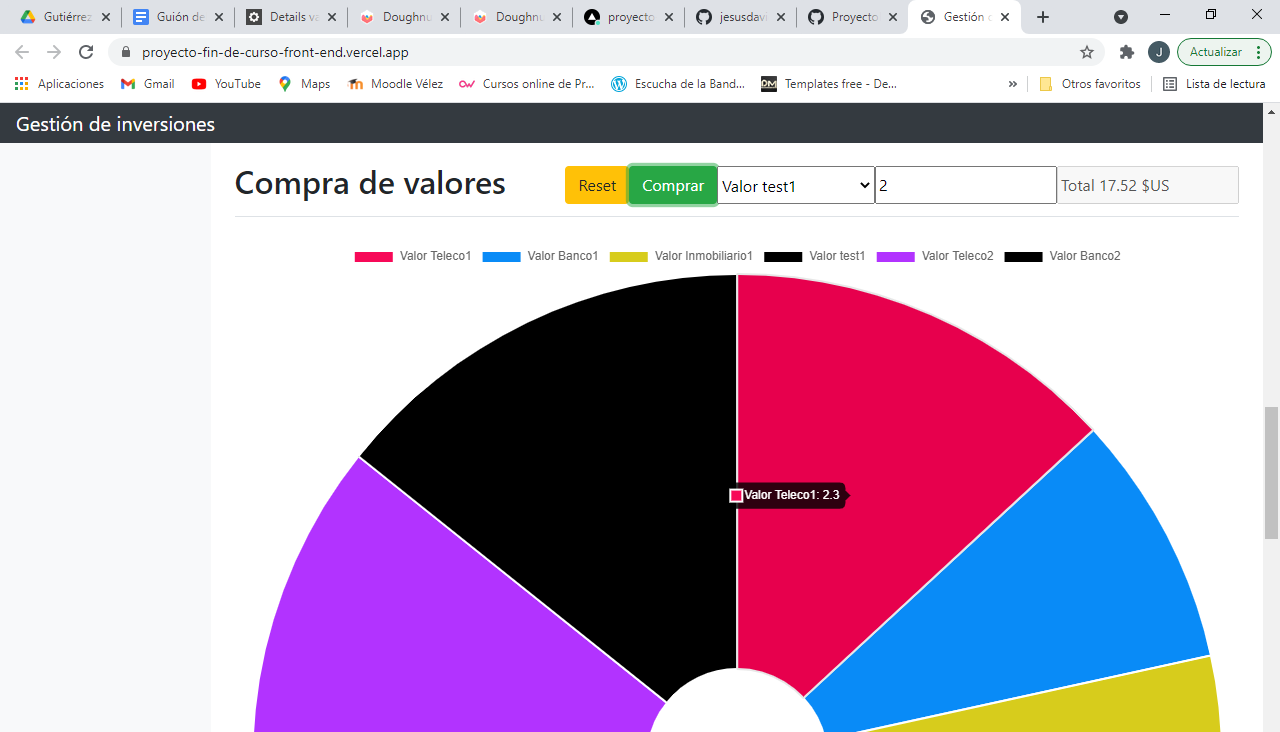 Gutiérrez
Guión de
Details va
Doughnu
Doughnu
proyecto
jesusdavi
Proyecto
Gestión d
proyecto-fin-de-curso-front-end.vercel.app
J
Actualizar
Aplicaciones
Gmail
YouTube
Maps
Moodle Vélez
Cursos online de Pr...
Escucha de la Band...
DM
Templates free - De...
»
Otros favoritos
Lista de lectura
Gestión de inversiones
Compra de valores
Reset
Comprar
Valor test1
2
Total 17.52 $US
Valor Teleco1
Valor Banco1
Valor Inmobiliario1
Valor test1
Valor Teleco2
Valor Banco2
Valor Teleco1: 2.3